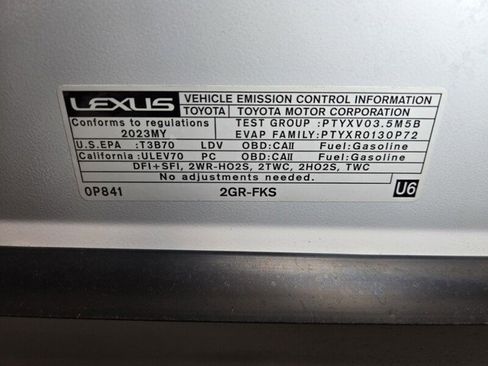 LEXUS VEHICLE EMISSION CONTROL INFORMATION
TOYOTA TOYOTA MOTOR CORPORATION
Conforms to regulations TEST GROUP :PTYXV03.5M5B
2023MY EVAP FAMILY:PTYXR0130P72
U.S.EPA :T3B70 LDV OBD:CAII Fuel:Gasoline
California:ULEV70 PC OBD:CAII Fuel:Gasoline
DFI+SFI, 2WR-HO2S, 2TWC, 2HO2S, TWC
No adjustments needed.
0P841 2GR-FKS U6